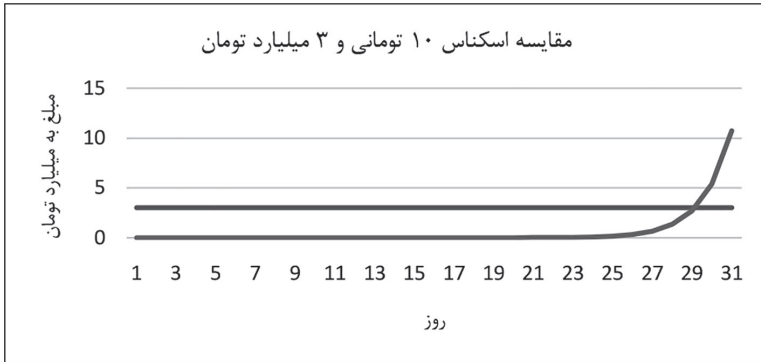 مقایسه اسکناس ۱۰ تومانی و ۳ میلیارد تومان
مبلغ به میلیارد تومان
15
10
5
0
1 3 5 7 9 11 13 15 17 19 21 23 25 27 29 31
روز